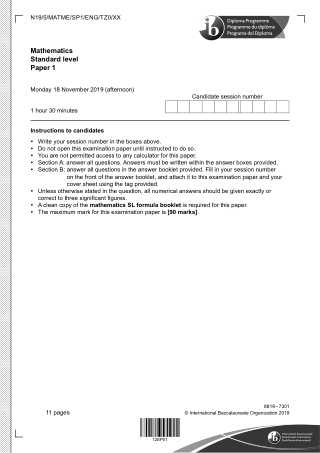 N19/5/MATME/SP1/ENG/TZ0/XX
Diploma Programme
Programme du diplôme
Programa del Diploma
Mathematics
Standard level
Paper 1
Monday 18 November 2019 (afternoon)
Candidate session number
1 hour 30 minutes
Instructions to candidates
• Write your session number in the boxes above.
• Do not open this examination paper until instructed to do so.
• You are not permitted access to any calculator for this paper.
• Section A: answer all questions. Answers must be written within the answer boxes provided.
• Section B: answer all questions in the answer booklet provided. Fill in your session number
on the front of the answer booklet, and attach it to this examination paper and your
cover sheet using the tag provided.
• Unless otherwise stated in the question, all numerical answers should be given exactly or
correct to three significant figures.
• A clean copy of the mathematics SL formula booklet is required for this paper.
• The maximum mark for this examination paper is [90 marks].
8819–7301
11 pages
© International Baccalaureate Organization 2019
12EP01